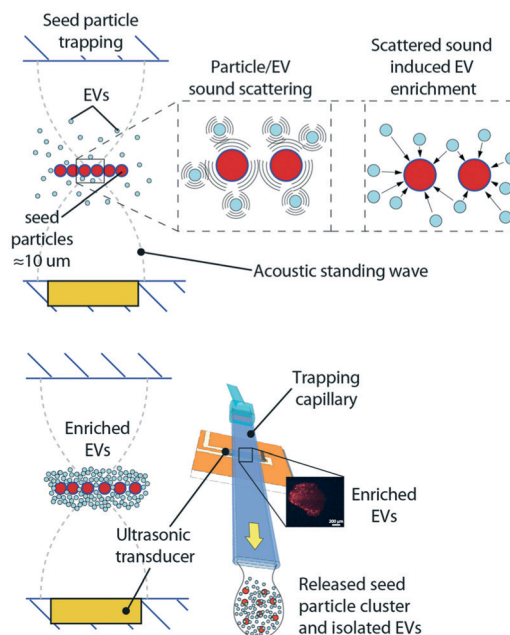 Seed particle
trapping
EVs
seed
particles
≈10 um
Particle/EV
sound scattering
Scattered sound
induced EV
enrichment
Acoustic standing wave
Enriched
EVs
Ultrasonic
transducer
Trapping
capillary
Enriched
EVs
200 µm
Released seed
particle cluster
and isolated EVs